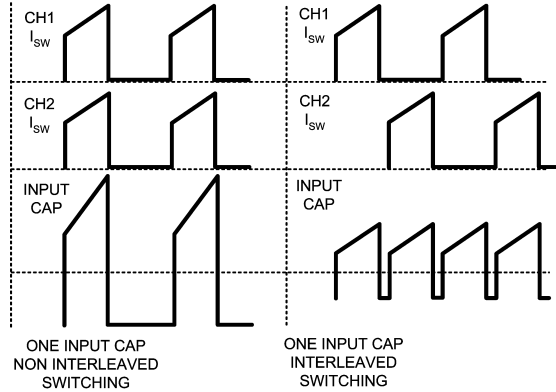 CH1
ISW
CH2
ISW
INPUT
CAP
ONE INPUT CAP
NON INTERLEAVED
SWITCHING
CH1
ISW
CH2
ISW
INPUT
CAP
ONE INPUT CAP
INTERLEAVED
SWITCHING